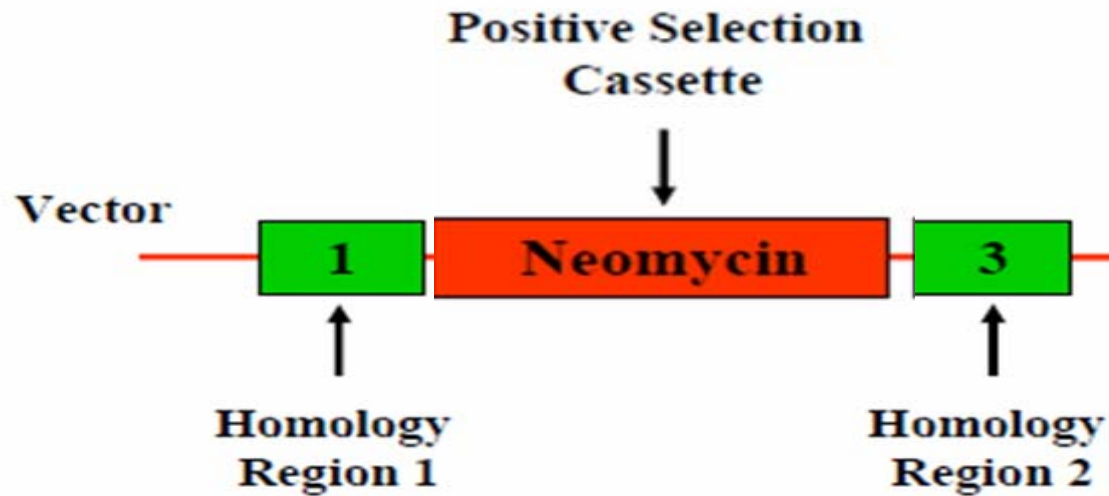 Positive Selection
Cassette
Vector
1
Neomycin
3
Homology
Region 1
Homology
Region 2